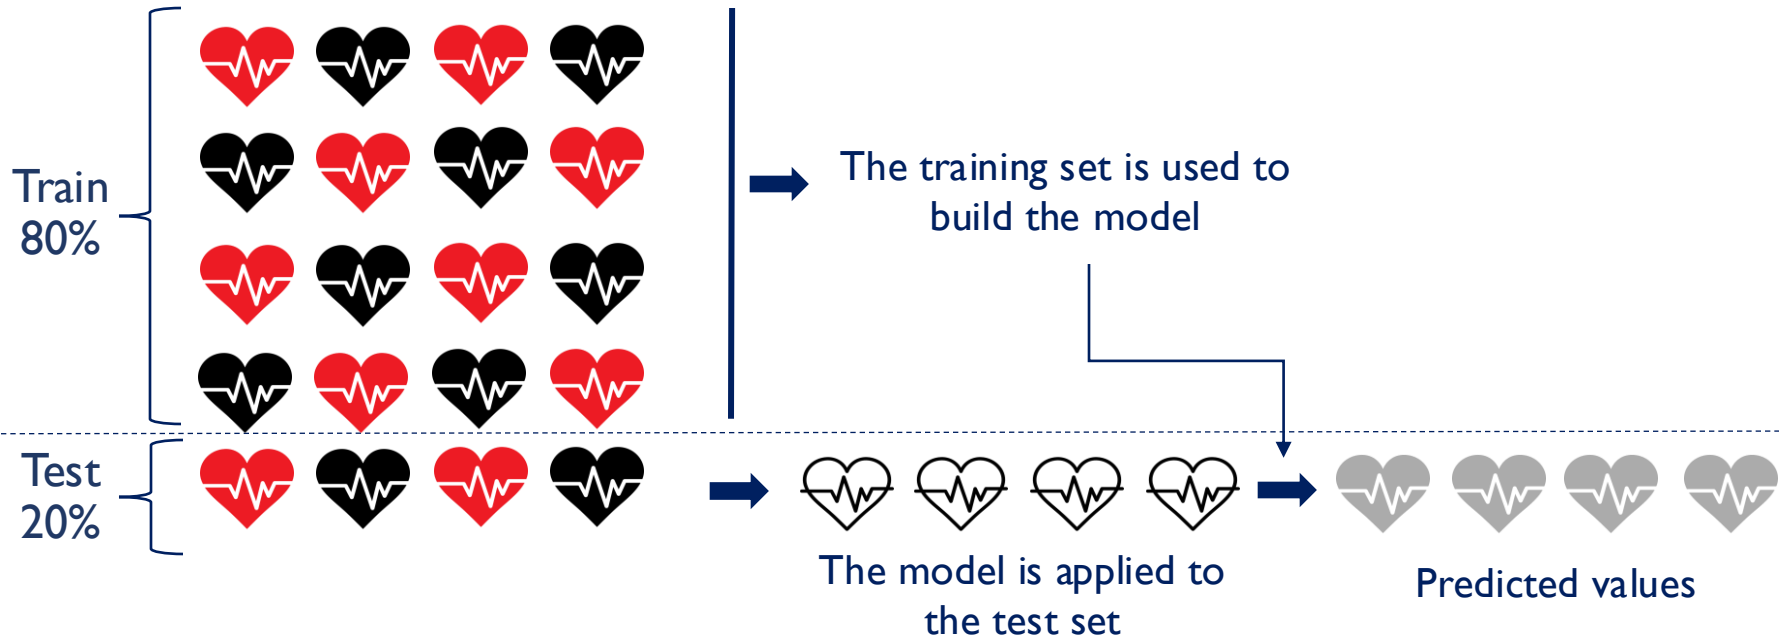 Train
80%
The training set is used to
build the model
Test
20%
The model is applied to
the test set
Predicted values